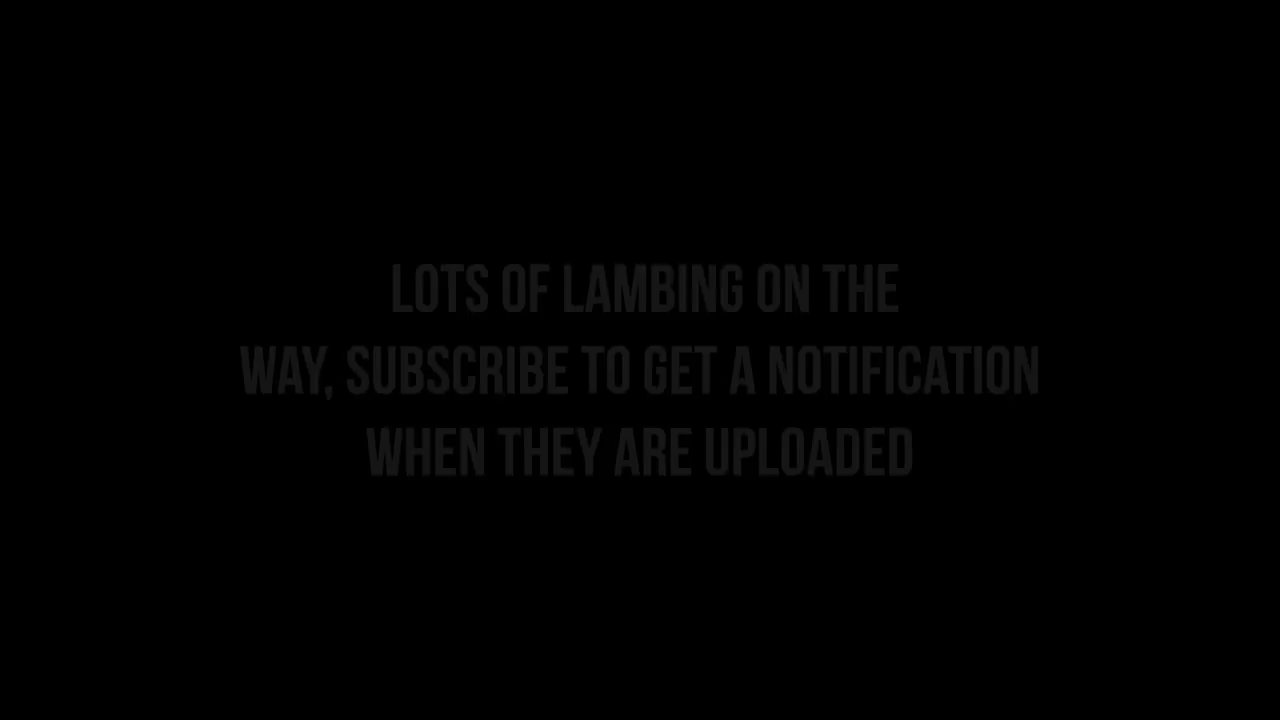 LOTS OF LAMBING ON THE
WAY, SUBSCRIBE TO GET A NOTIFICATION
WHEN THEY ARE UPLOADED